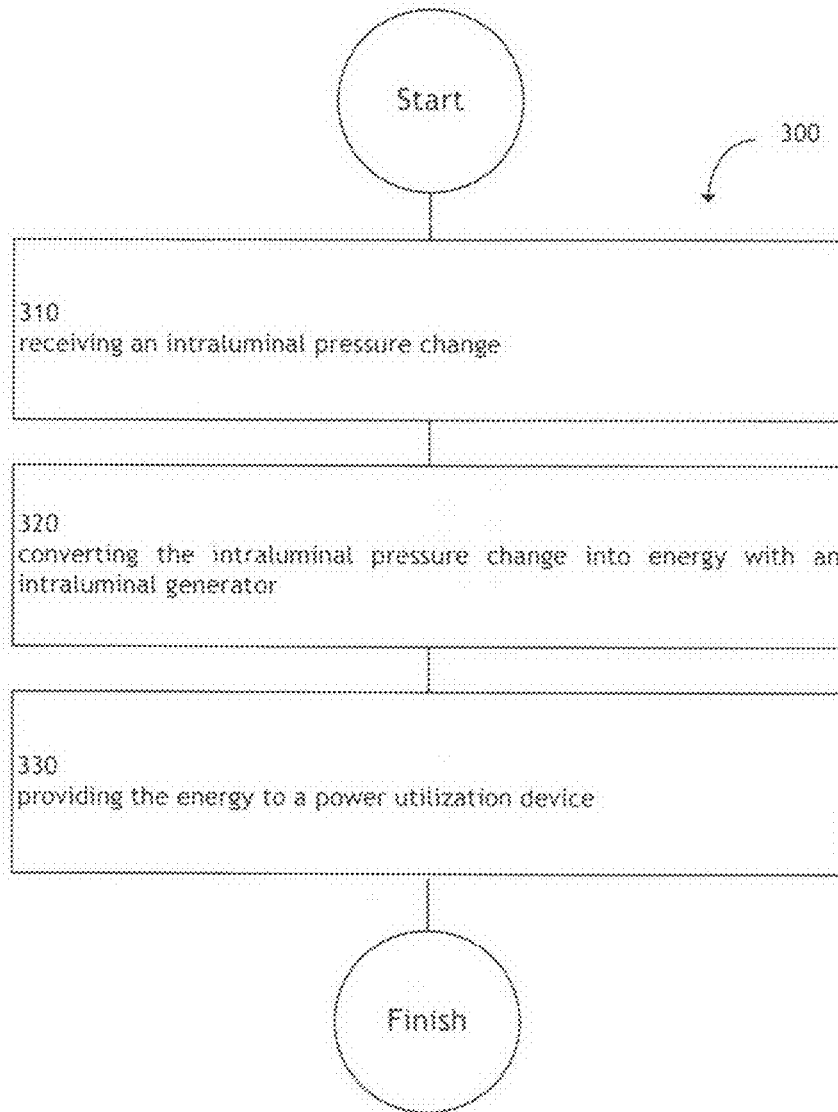 Start
300
310
receiving an intraluminal pressure change
320
converting the intraluminal pressure change into energy with an
intraluminal generator
330
providing the energy to a power utilization device
Finish